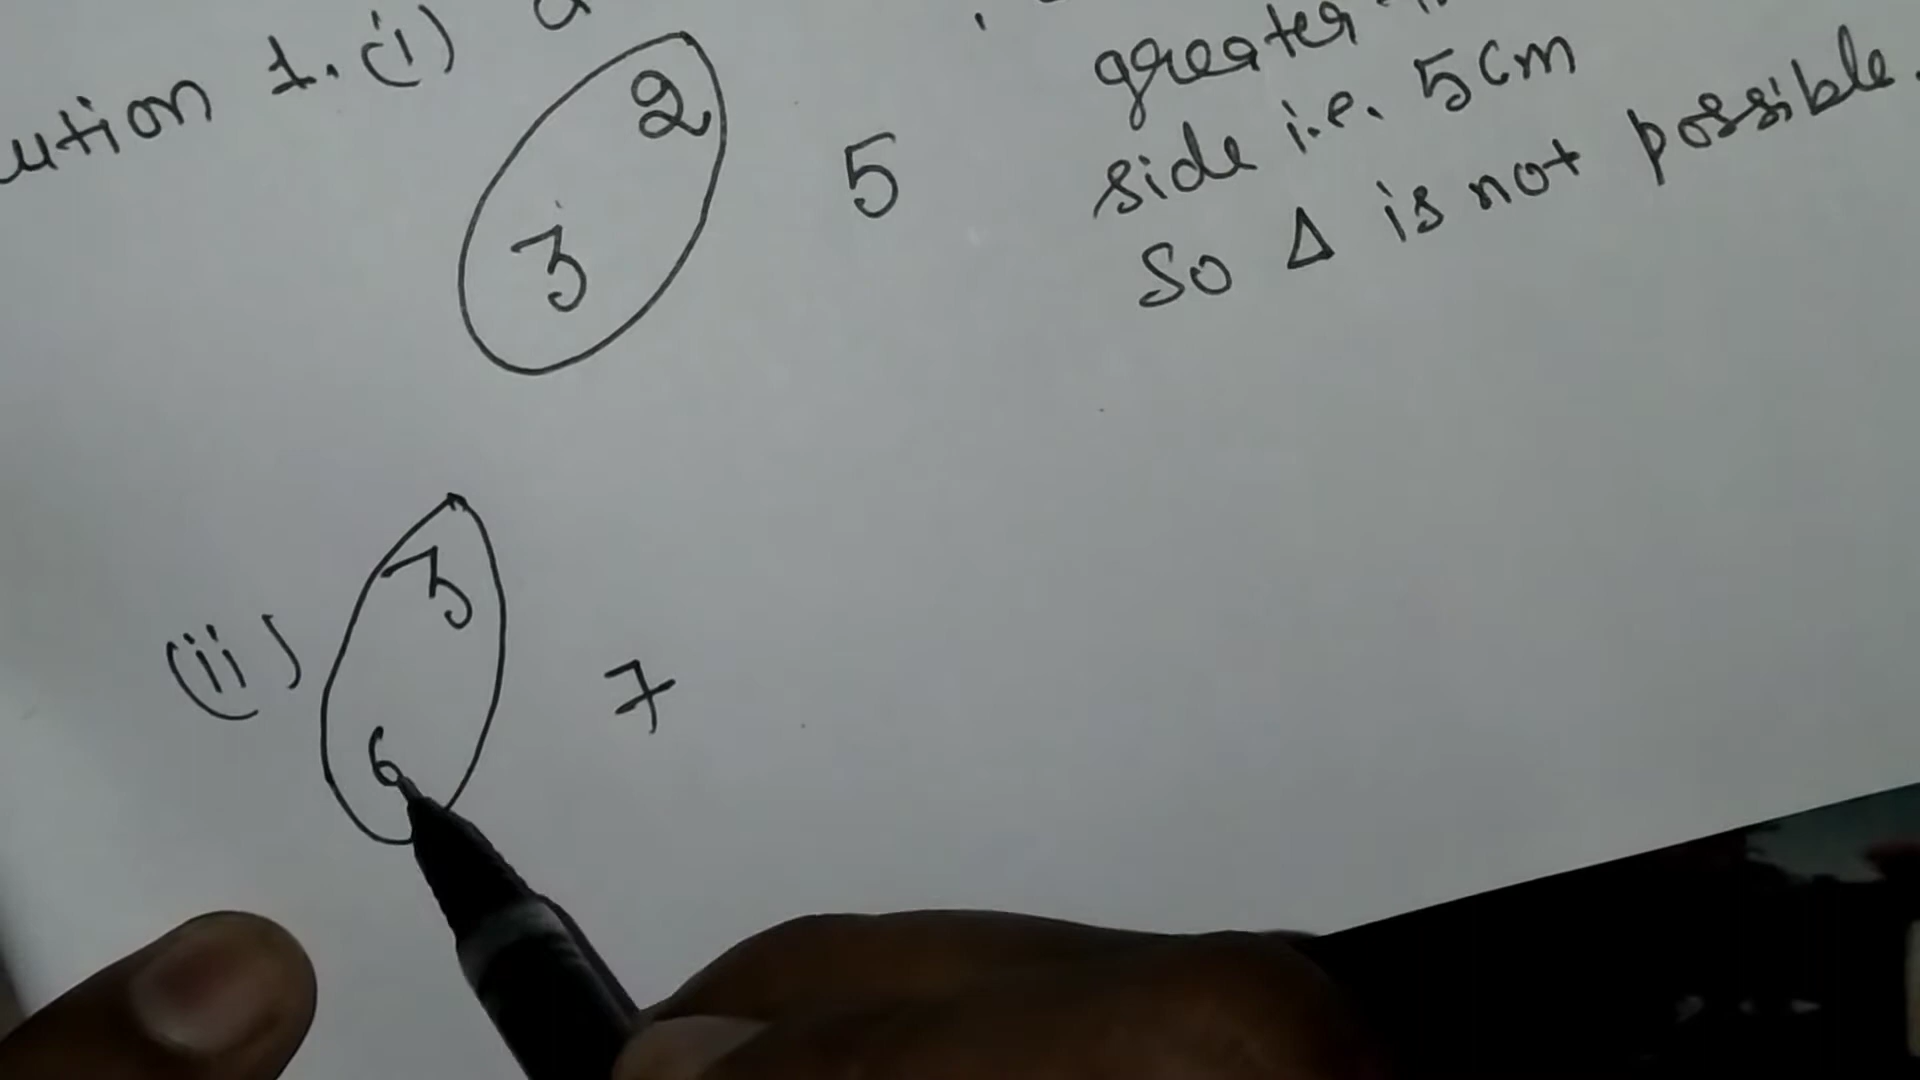 ution 1. (i) a
2
3
5
greater
side i.e. 5cm
So Δ is not possible.
(ii)
3
6
7